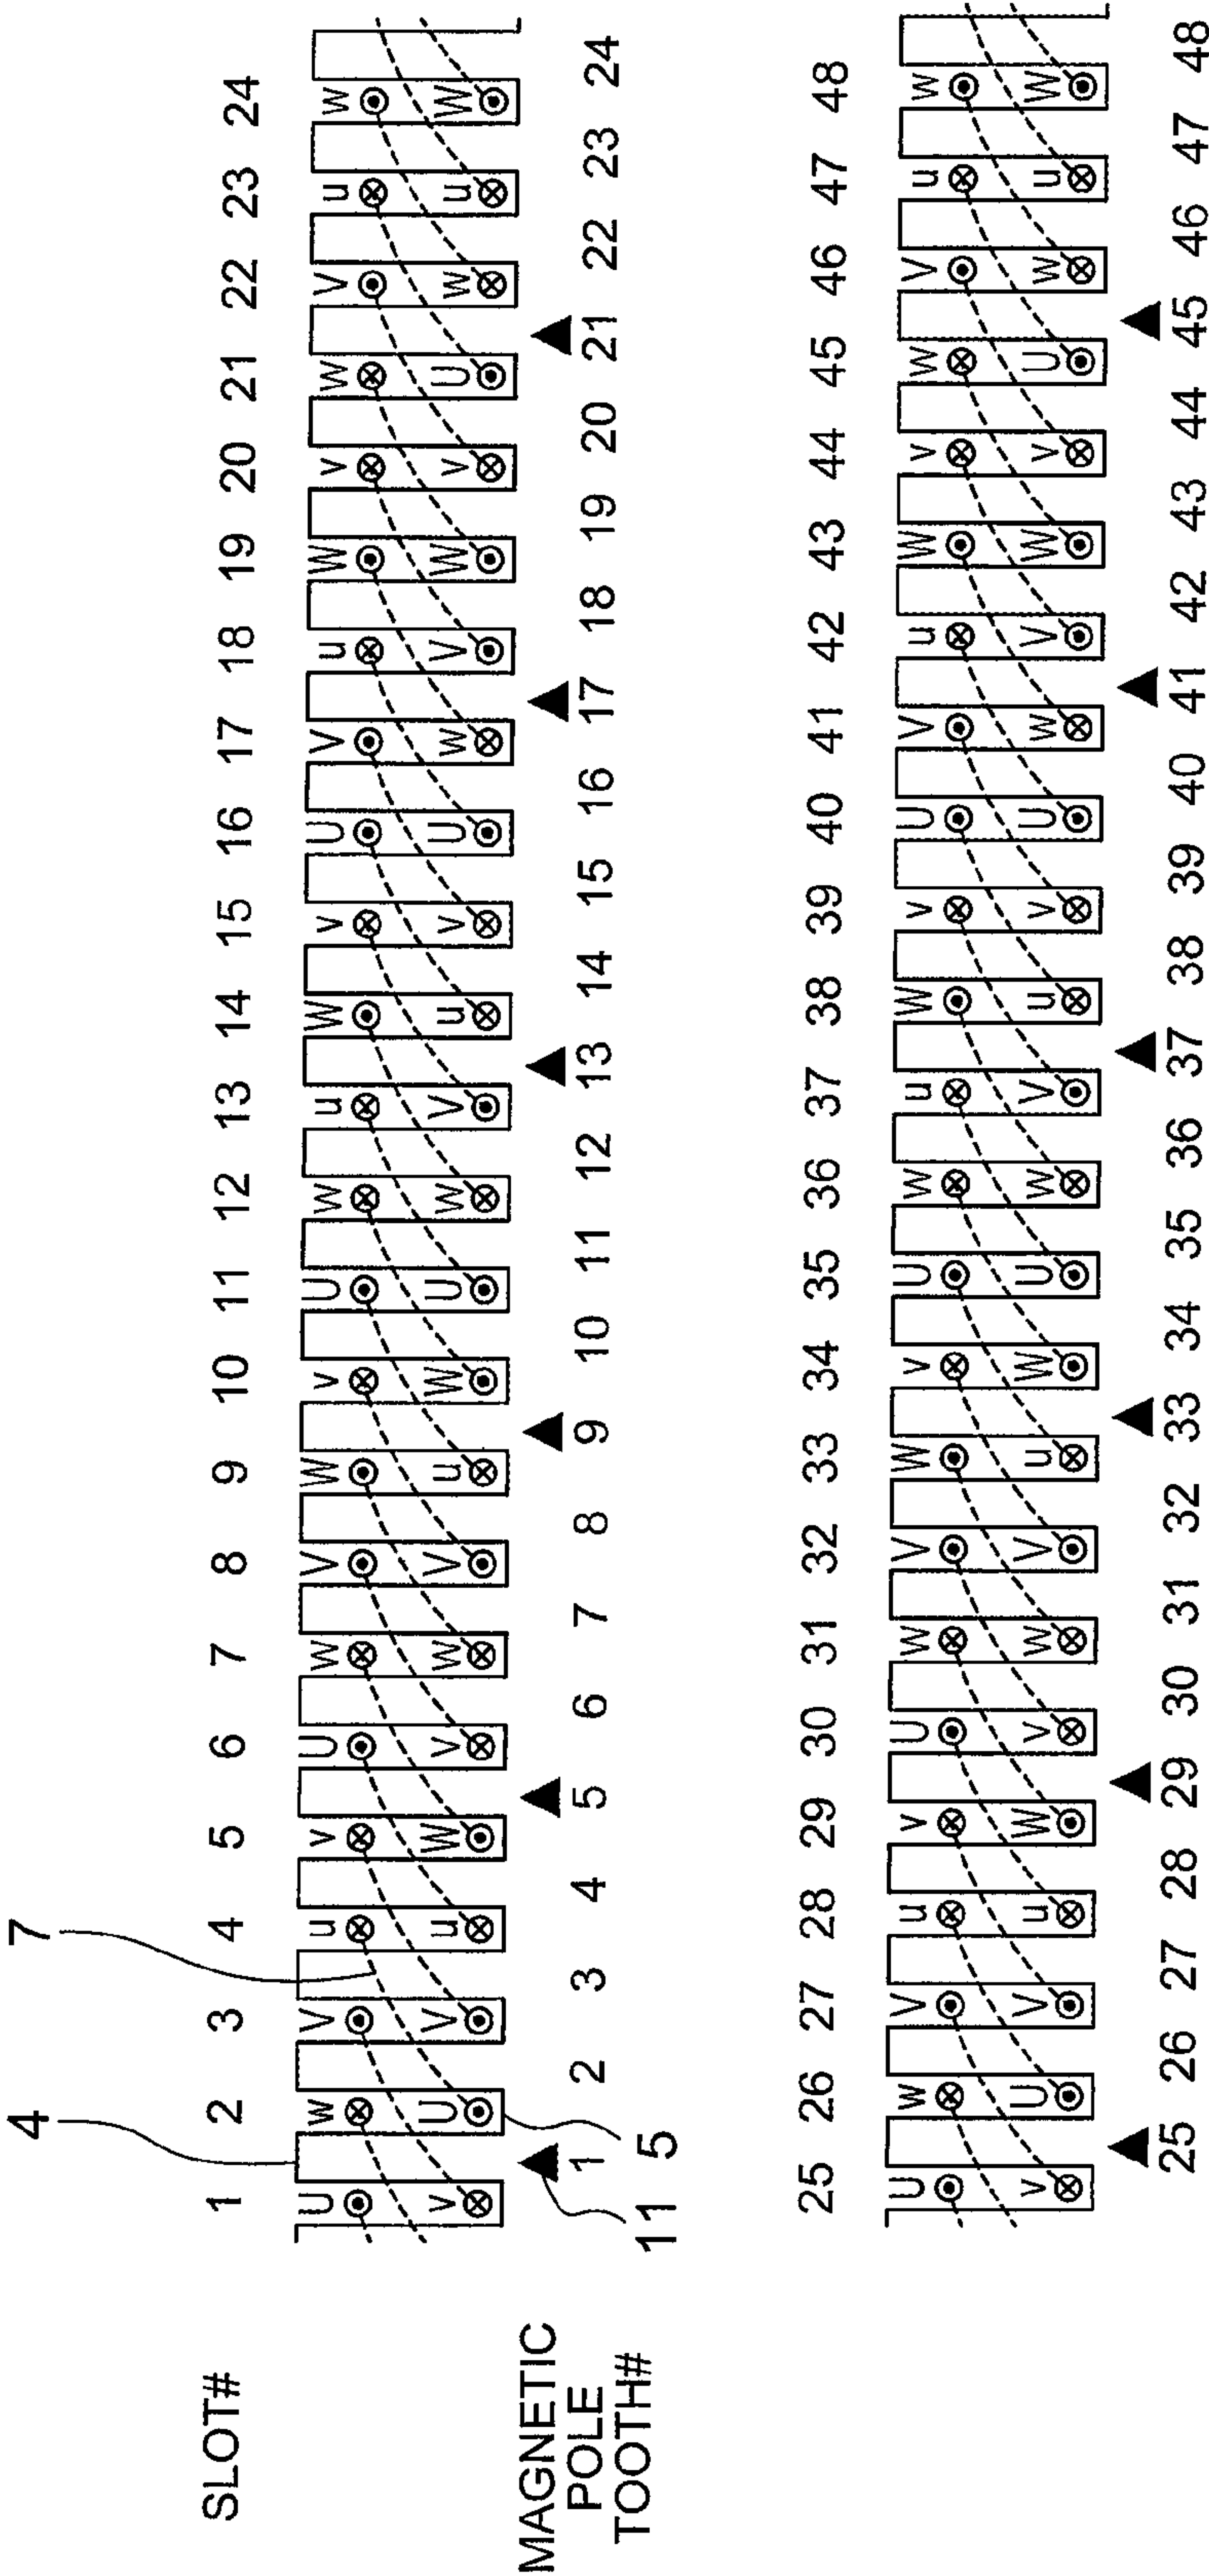 4 7
SLOT# 1 2 3 4 5 6 7 8 9 10 11 12 13 14 15 16 17 18 19 20 21 22 23 24
U w V u v U w V W v U w u W v U V u W v w V u w
v U V u W v w V u W U w V u v U w V W v U w u W
MAGNETIC
POLE
TOOTH#
1 2 3 4 5 6 7 8 9 10 11 12 13 14 15 16 17 18 19 20 21 22 23 24
11 5
25 26 27 28 29 30 31 32 33 34 35 36 37 38 39 40 41 42 43 44 45 46 47 48
U w V u v U w V W v U w u W v U V u W v w V u w
v U V u W v w V u W U w V u v U w V W v U w u W
25 26 27 28 29 30 31 32 33 34 35 36 37 38 39 40 41 42 43 44 45 46 47 48